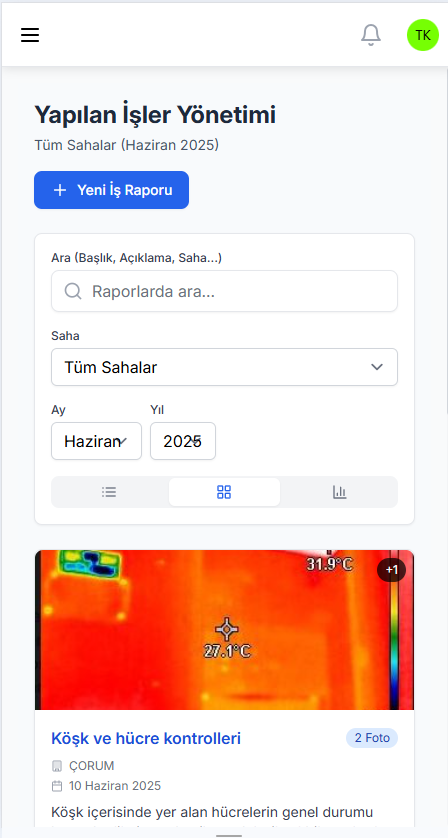 TK
Yapılan İşler Yönetimi
Tüm Sahalar (Haziran 2025)
Yeni İş Raporu
Ara (Başlık, Açıklama, Saha...)
Raporlarda ara...
Saha
Tüm Sahalar
Ay
Yıl
Haziran
2025
31.9°C
+1
27.1°C
Köşk ve hücre kontrolleri
2 Foto
ÇORUM
10 Haziran 2025
Köşk içerisinde yer alan hücrelerin genel durumu